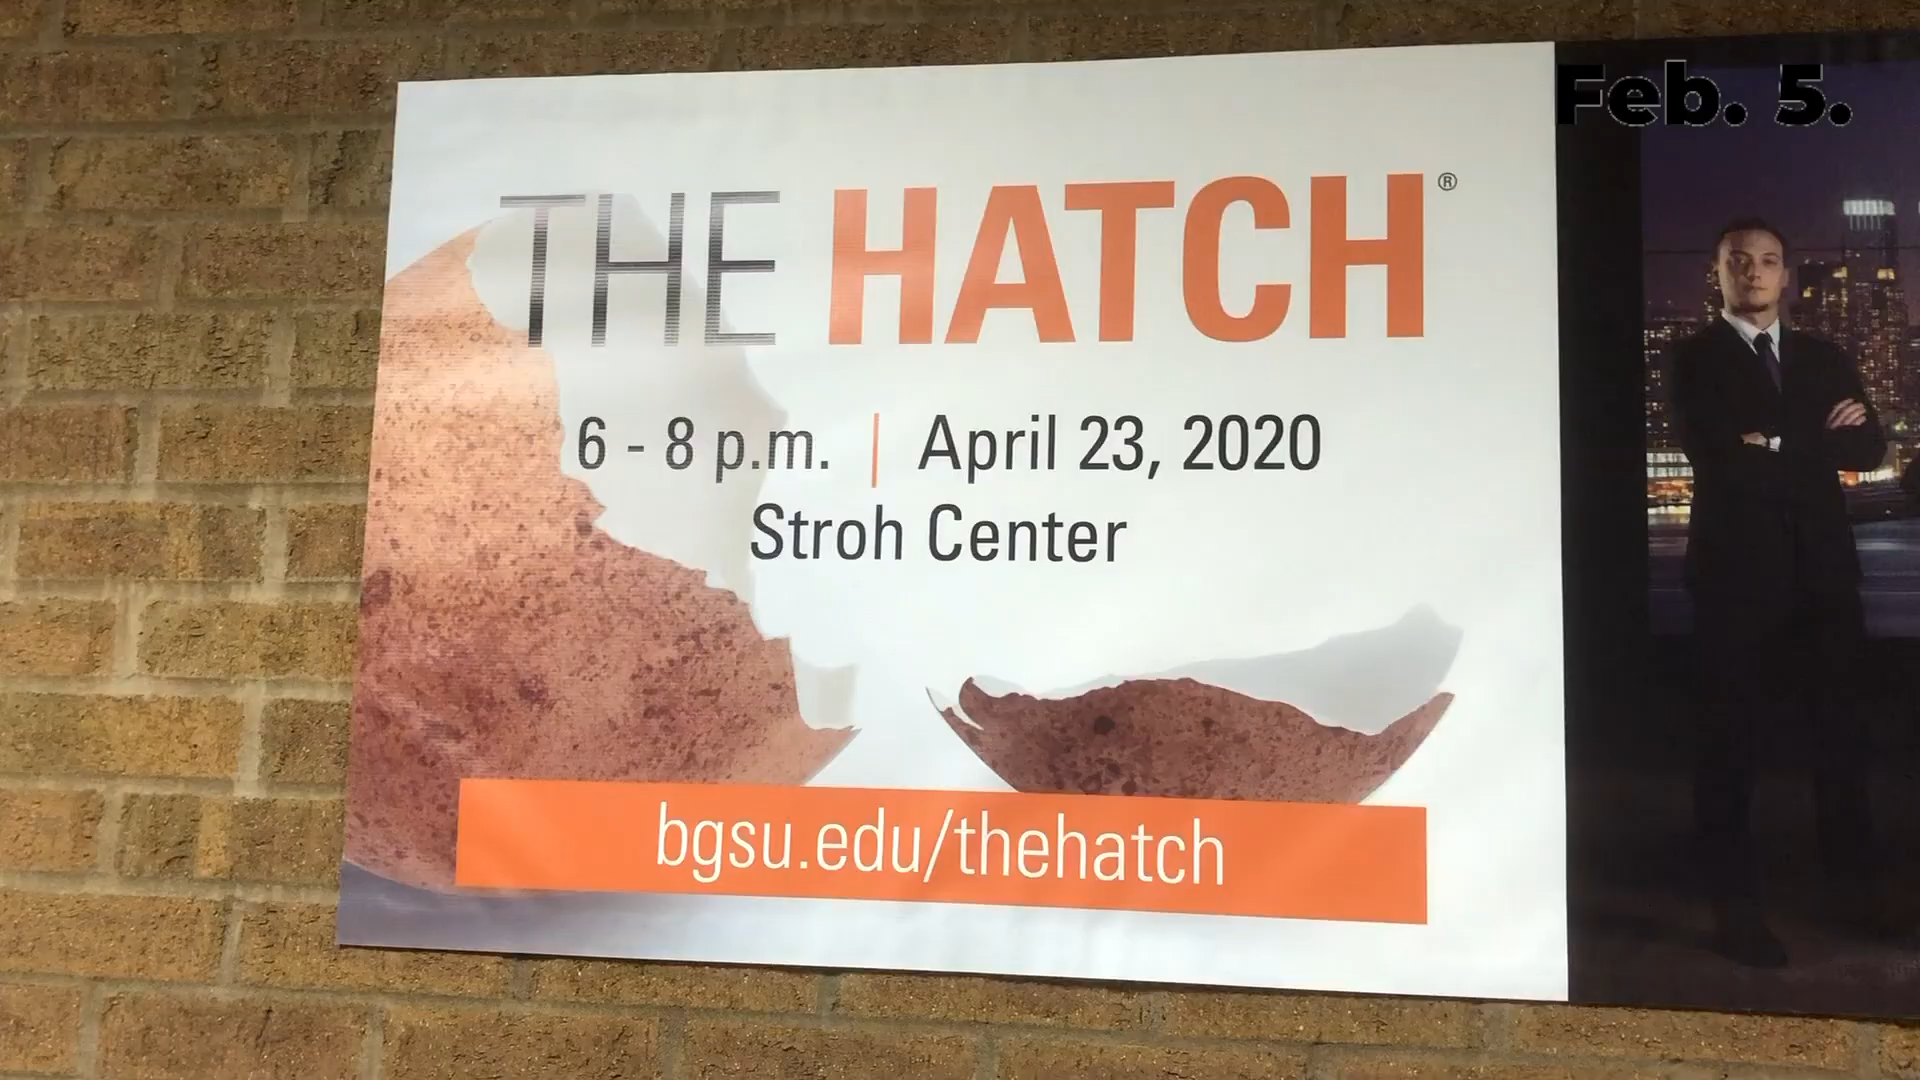 Feb. 5.
THE HATCH®
6 - 8 p.m. | April 23, 2020
Stroh Center
bgsu.edu/thehatch